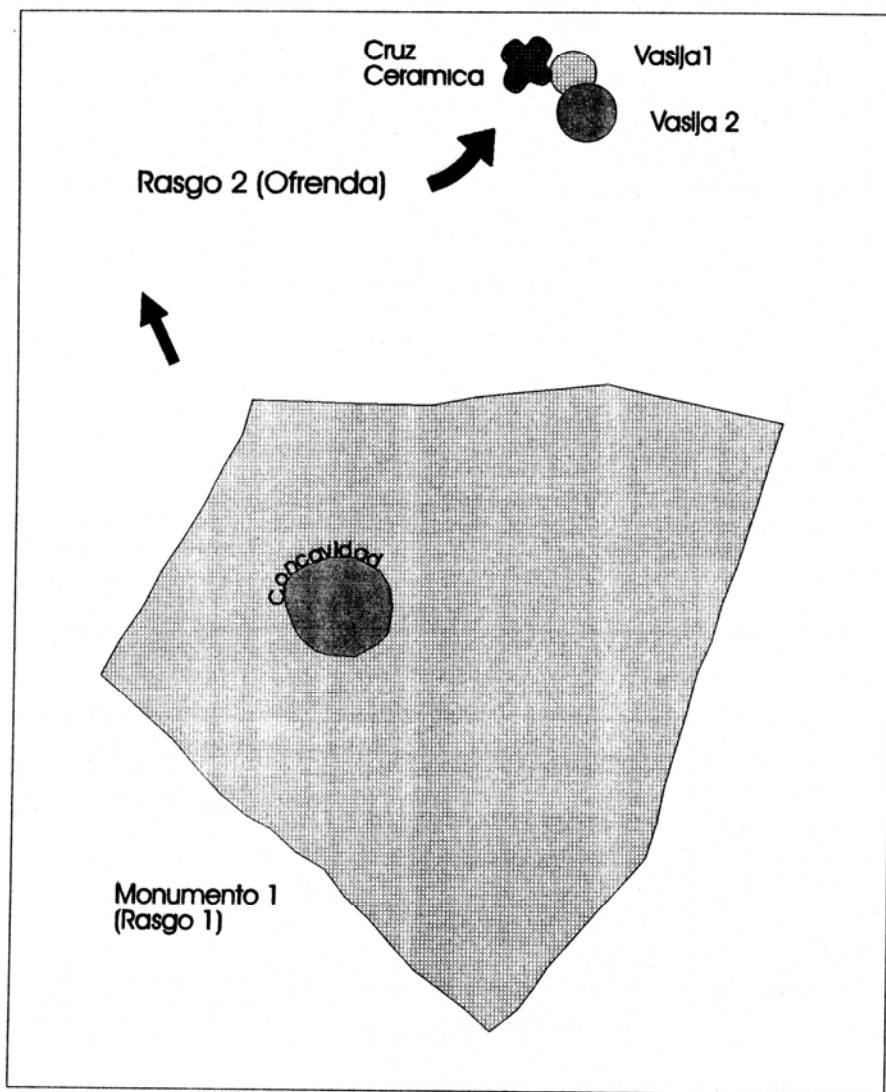 Cruz
Ceramica
Vasija1
Vasija 2
Rasgo 2 (Ofrenda)
Concavidad
Monumento 1
(Rasgo 1)